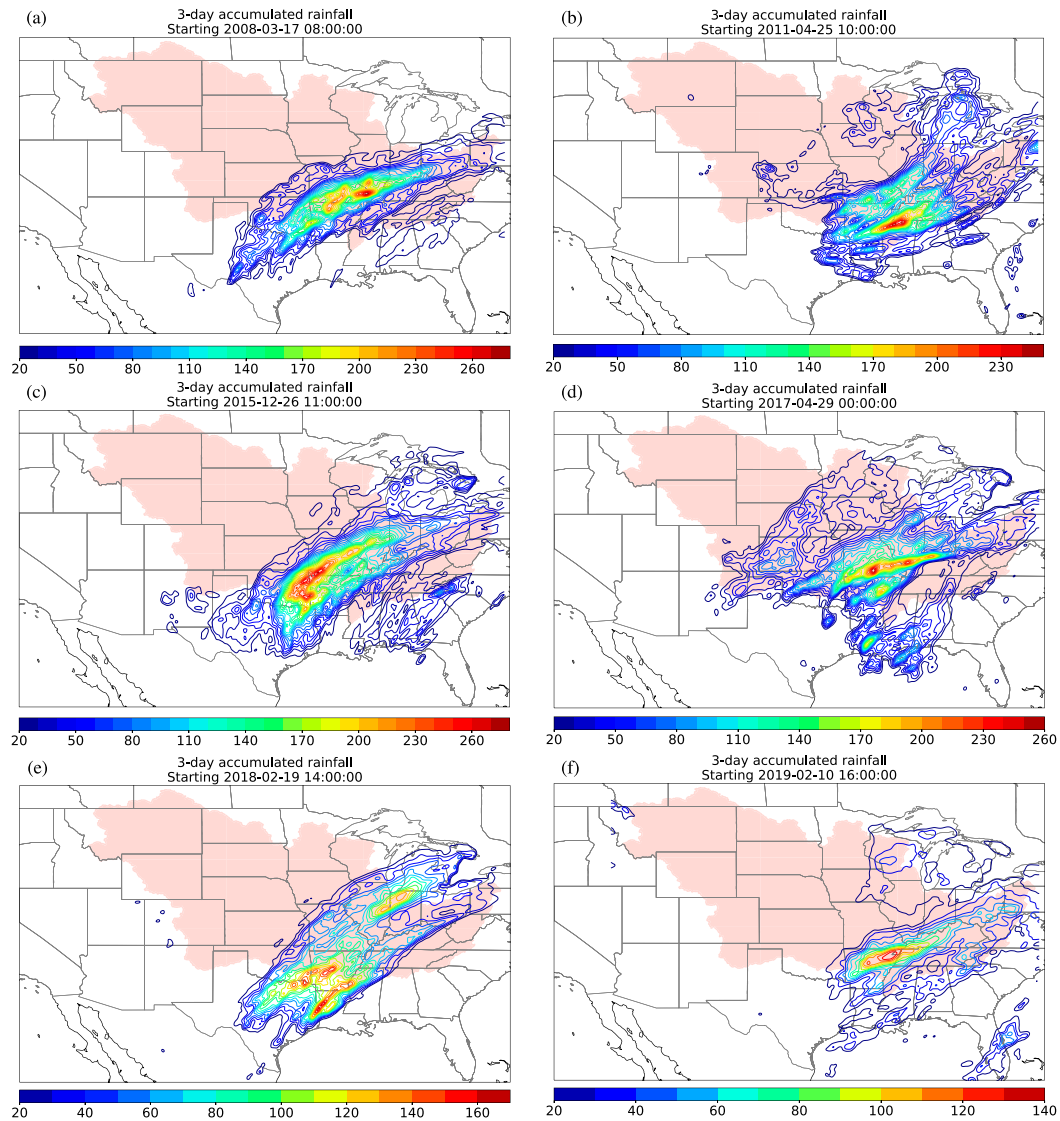 (a)
3-day accumulated rainfall
Starting 2008-03-17 08:00:00
20 50 80 110 140 170 200 230 260
(b)
3-day accumulated rainfall
Starting 2011-04-25 10:00:00
20 50 80 110 140 170 200 230
(c)
3-day accumulated rainfall
Starting 2015-12-26 11:00:00
20 50 80 110 140 170 200 230 260
(d)
3-day accumulated rainfall
Starting 2017-04-29 00:00:00
20 50 80 110 140 170 200 230 260
(e)
3-day accumulated rainfall
Starting 2018-02-19 14:00:00
20 40 60 80 100 120 140 160
(f)
3-day accumulated rainfall
Starting 2019-02-10 16:00:00
20 40 60 80 100 120 140